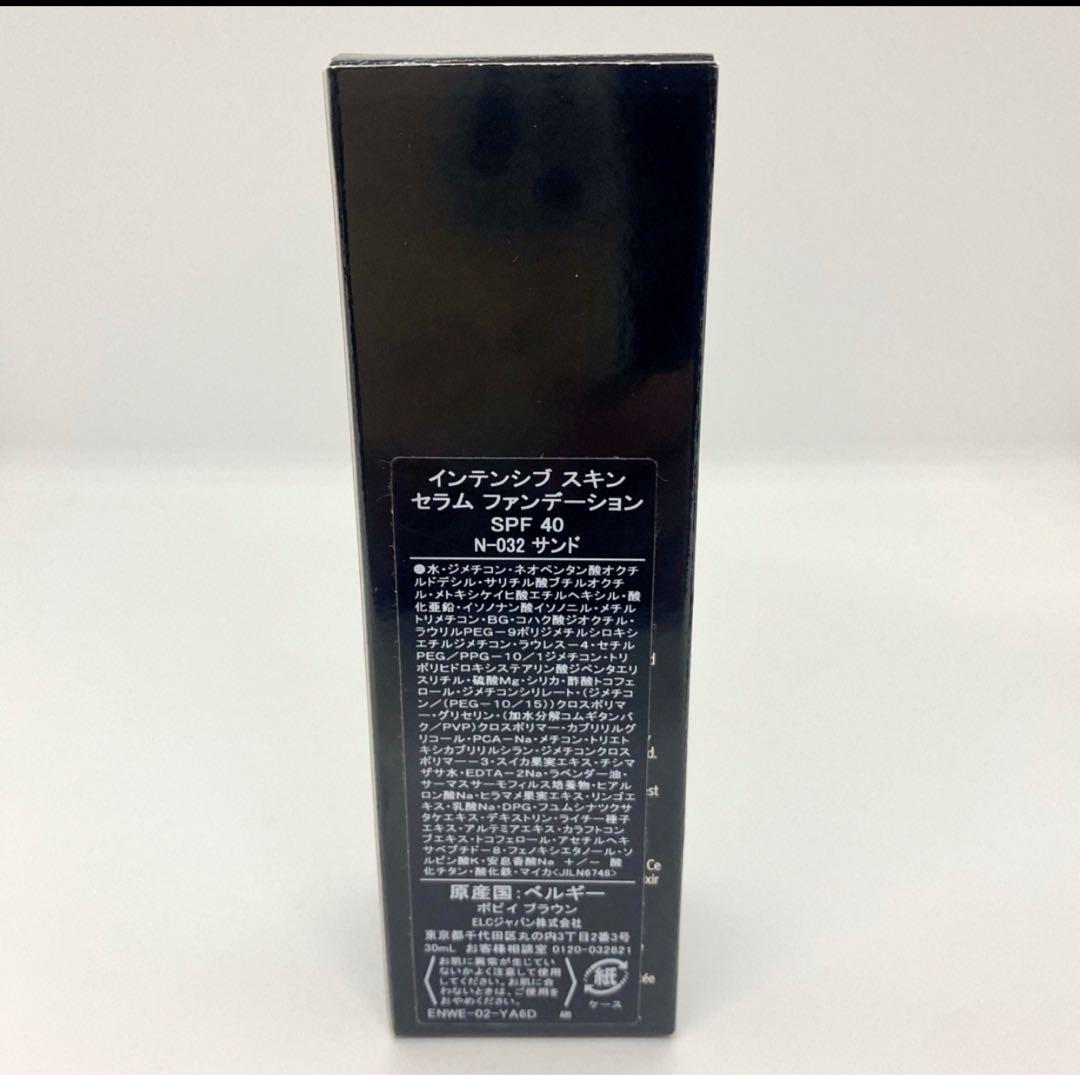 インテンシブ スキン
セラム ファンデーション
SPF 40
N-032 サンド
●水・ジメチコン・ネオペンタン酸オクチ
ルドデシル・サリチル酸ブチルオクチ
ル・メトキシケイヒ酸エチルヘキシル・酸
化亜鉛・イソノナン酸イソノニル・メチル
トリメチコン・BG・コハク酸ジオクチル・
ラウリルPEG-9ポリジメチルシロキシ
エチルジメチコン・ラウレス-4・セチル
PEG/PPG-10/1ジメチコン・トリ
ポリヒドロキシステアリン酸ジペンタエリ
スリチル・硫酸Mg・シリカ・酢酸トコフェ
ロール・ジメチコンシリレート・(ジメチコ
ン/(PEG-10/15))クロスポリマ
ー・グリセリン・(加水分解コムギタンパ
ク/PVP)クロスポリマー・カプリリルグ
リコール・PCA-Na・メチコン・トリエト
キシカプリリルシラン・ジメチコンクロス
ポリマー-3・スイカ果実エキス・チシマ
ザサ水・EDTA-2Na・ラベンダー油・
サーマスサーモフィルス培養物・ヒアル
ロン酸Na・ヒラマメ果実エキス・リンゴエ
キス・乳酸Na・DPG・フユムシナツクサ
タケエキス・デキストリン・ライチー種子
エキス・アルテミアエキス・カラフトコン
ブエキス・トコフェロール・アセチルヘキ
サペプチド-8・フェノキシエタノール・ソ
ルビン酸K・安息香酸Na +/- 酸
化チタン・酸化鉄・マイカ<JILN6748>
原産国:ベルギー
ボビイ ブラウン
ELCジャパン株式会社
東京都千代田区丸の内3丁目2番3号
30mL お客様相談室 0120-032821
お肌に異常が生じてい
ないかよく注意して使用
してください。お肌に合
わないときは、ご使用を
おやめください。
紙
ケース
ENWE-02-YA6D
d
d.
est
Ce
xir
e
ée